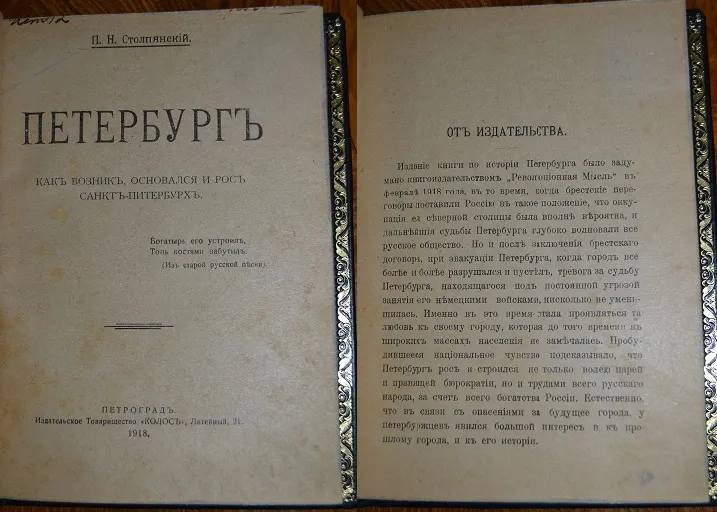 П. Н. Столпянскій.
ПЕТЕРБУРГЪ
КАКЪ ВОЗНИКЪ, ОСНОВАЛСЯ И РОСЪ
САНКТЪ-ПИТЕРБУРХЪ.
Богатырь его устроилъ,
Топь костями забутилъ.
(Изъ старой русской пѣсни).
ПЕТРОГРАДЪ.
Издательское Товарищество «КОЛОСЪ», Литейный, 21.
1918.
ОТЪ ИЗДАТЕЛЬСТВА.
Изданіе книги по исторіи Петербурга было заду-
мано книгоиздательствомъ „Революціонная Мысль" въ
февралѣ 1918 года, въ то время, когда брестскіе пере-
говоры поставили Россію въ такое положеніе, что окку-
пація ея сѣверной столицы была вполнѣ вѣроятна, и
дальнѣйшія судьбы Петербурга глубоко волновали все
русское общество. Но и послѣ заключенія брестскаго
договора, при эвакуаціи Петербурга, когда городъ все
болѣе и болѣе разрушался и пустѣлъ, тревога за судьбу
Петербурга, находящагося подъ постоянной угрозой
занятія его нѣмецкими войсками, нисколько не умень-
шилась. Именно въ это время стала проявляться та
любовь къ своему городу, которая до того времени въ
широкихъ массахъ населенія не замѣчалась. Пробу-
дившееся національное чувство подсказывало, что
Петербургъ росъ и строился не только волею царей
и правящей бюрократіи, но и трудами всего русскаго
народа, за счетъ всего богатства Россіи. Естественно,
что въ связи съ опасеніями за будущее города, у
петербуржцевъ явился большой интересъ и къ про-
шлому города, и къ его исторіи.